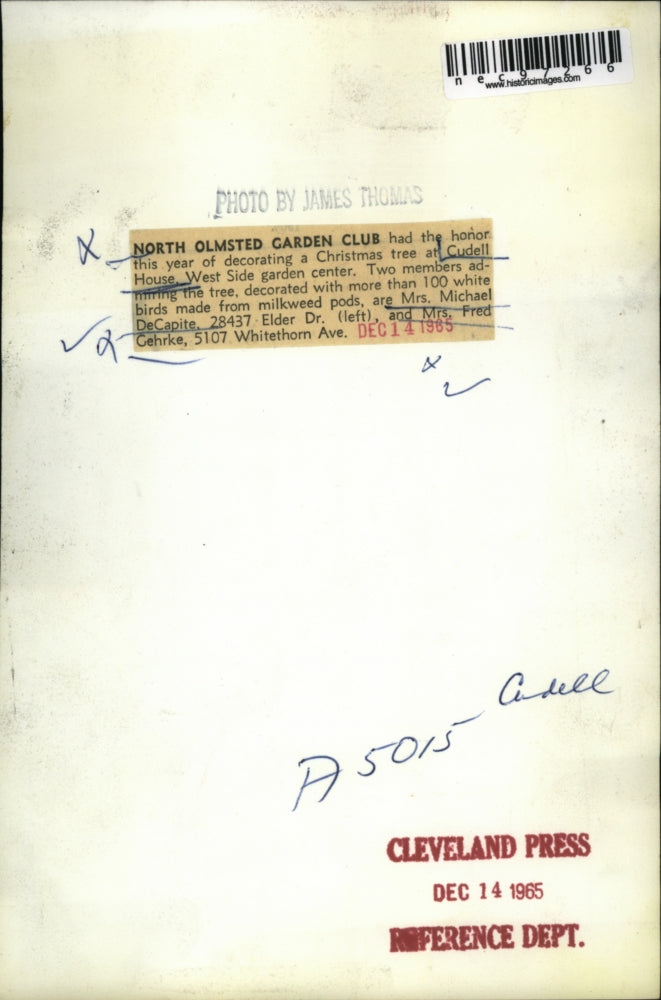 nec97266
www.historicimages.com
PHOTO BY JAMES THOMAS
NORTH OLMSTED GARDEN CLUB had the honor
this year of decorating a Christmas tree at Cudell
House, West Side garden center. Two members ad-
miring the tree, decorated with more than 100 white
birds made from milkweed pods, are Mrs. Michael
DeCapite, 28437 Elder Dr. (left), and Mrs. Fred
Gehrke, 5107 Whitethorn Ave. DEC 14 1965
Cudell
A 5015
CLEVELAND PRESS
DEC 14 1965
REFERENCE DEPT.